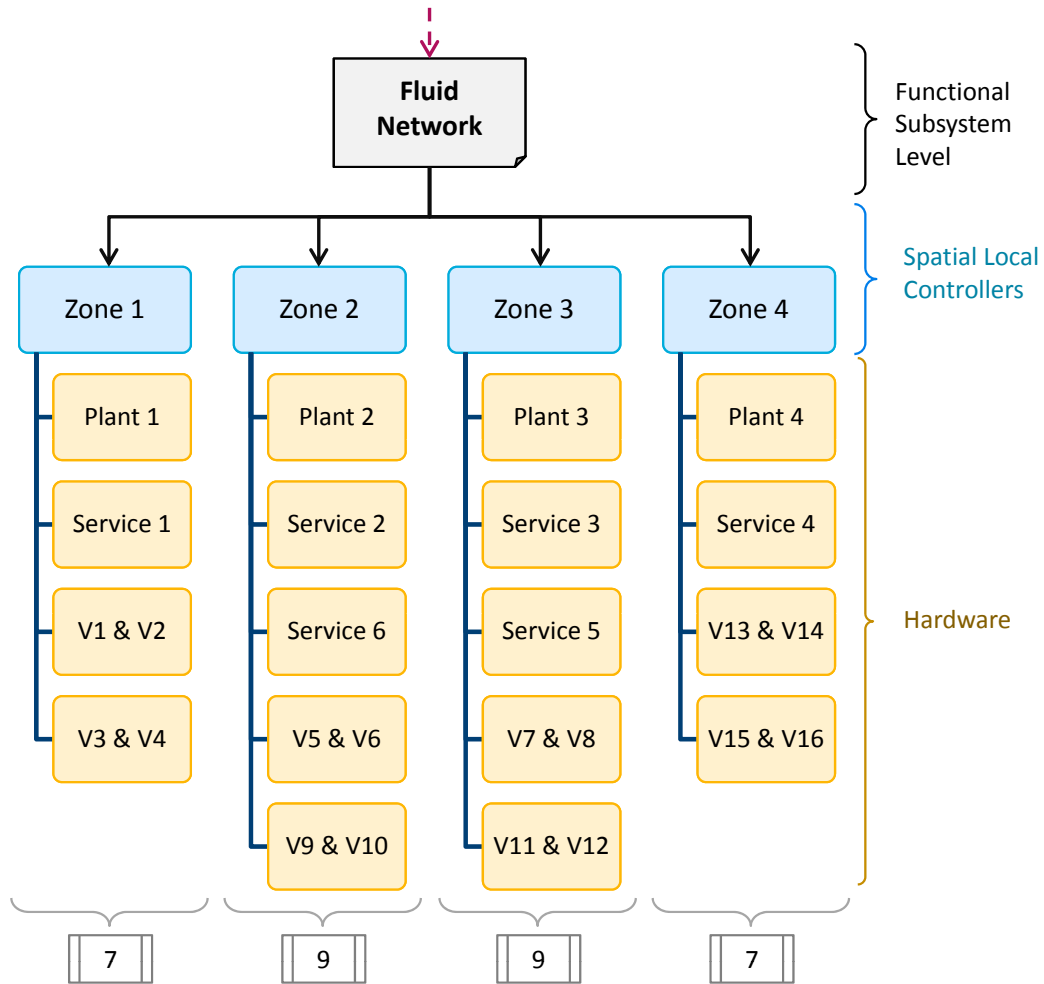 Fluid
Network
Functional
Subsystem
Level
Spatial Local
Controllers
Zone 1
Zone 2
Zone 3
Zone 4
Plant 1
Plant 2
Plant 3
Plant 4
Service 1
Service 2
Service 3
Service 4
V1 & V2
Service 6
Service 5
V13 & V14
Hardware
V3 & V4
V5 & V6
V7 & V8
V15 & V16
V9 & V10
V11 & V12
7
9
9
7